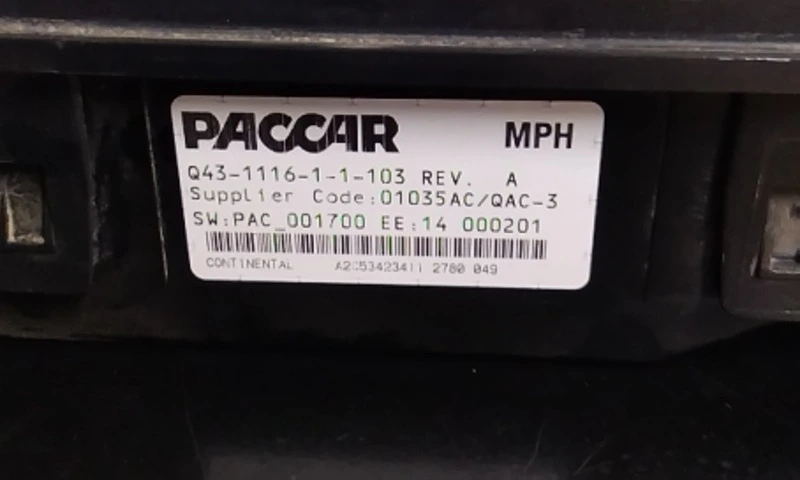 PACCAR MPH
Q43-1116-1-1-103 REV. A
Supplier Code:01035AC/QAC-3
SW:PAC_001700 EE:14 000201
CONTINENTAL A2C53423411 2780 049